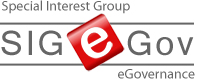 Special Interest Group
SIG e Gov
eGovernance